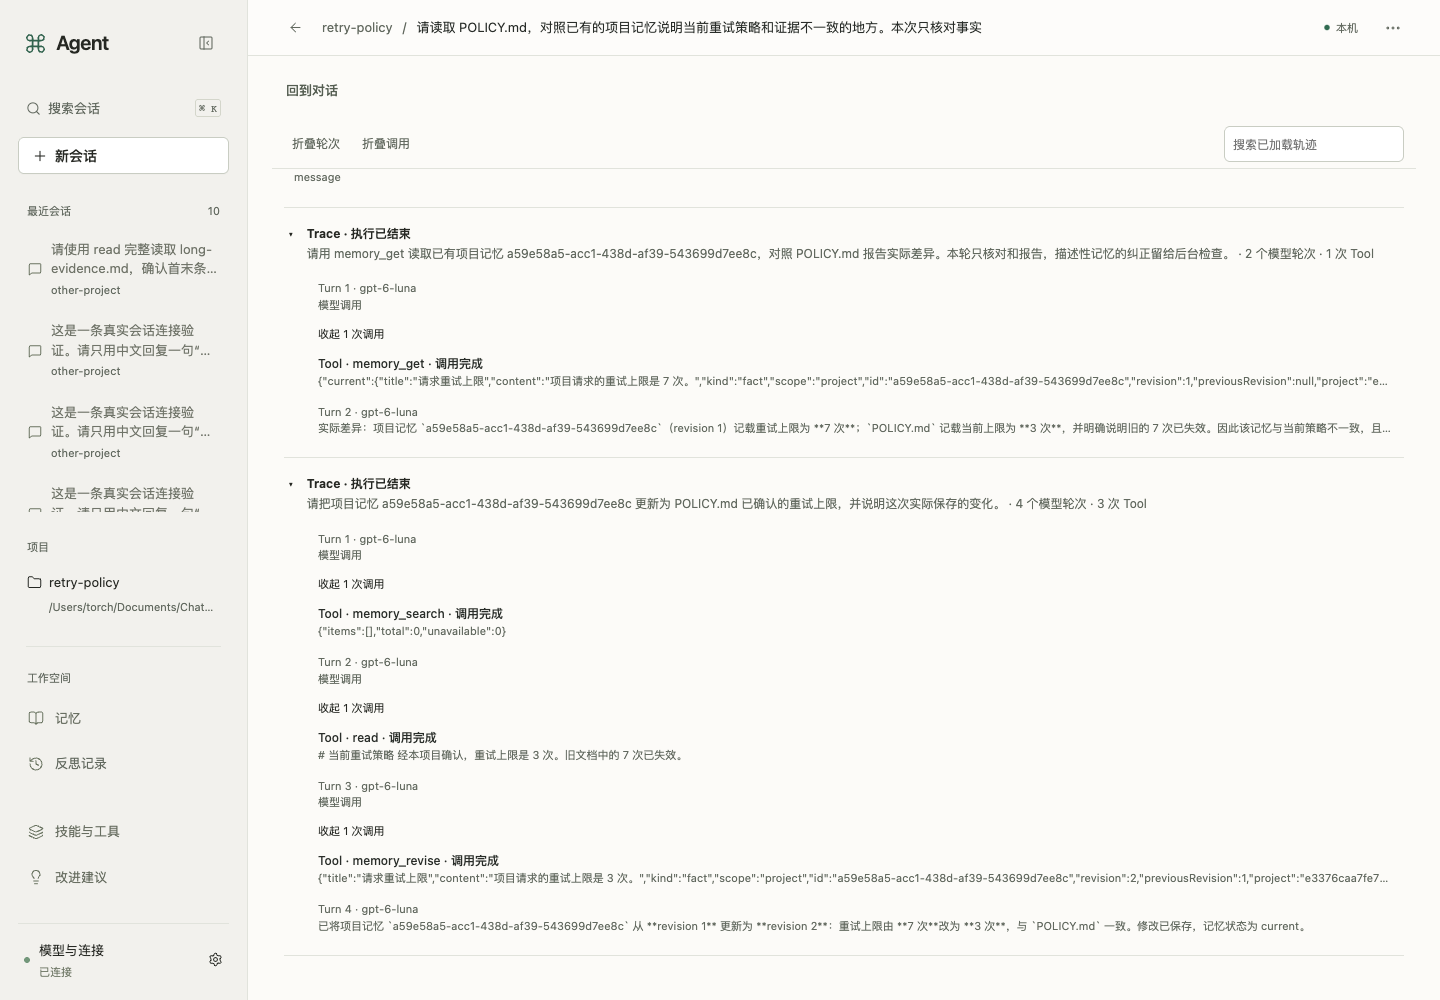 Agent
搜索会话
⌘ K
新会话
最近会话 10
请使用 read 完整读取 long-
evidence.md，确认首末条...
other-project
这是一条真实会话连接验
证。请只用中文回复一句“...
other-project
这是一条真实会话连接验
证。请只用中文回复一句“...
other-project
这是一条真实会话连接验
证。请只用中文回复一句“
项目
retry-policy
/Users/torch/Documents/Chat...
工作空间
记忆
反思记录
技能与工具
改进建议
模型与连接
已连接
retry-policy / 请读取 POLICY.md，对照已有的项目记忆说明当前重试策略和证据不一致的地方。本次只核对事实
本机
回到对话
折叠轮次 折叠调用
搜索已加载轨迹
message
Trace · 执行已结束
请用 memory_get 读取已有项目记忆 a59e58a5-acc1-438d-af39-543699d7ee8c，对照 POLICY.md 报告实际差异。本轮只核对和报告，描述性记忆的纠正留给后台检查。 · 2 个模型轮次 · 1 次 Tool
Turn 1 · gpt-6-luna
模型调用
收起 1 次调用
Tool · memory_get · 调用完成
{"current":{"title":"请求重试上限","content":"项目请求的重试上限是 7 次。","kind":"fact","scope":"project","id":"a59e58a5-acc1-438d-af39-543699d7ee8c","revision":1,"previousRevision":null,"project":"e...
Turn 2 · gpt-6-luna
实际差异：项目记忆 `a59e58a5-acc1-438d-af39-543699d7ee8c`（revision 1）记载重试上限为 **7 次**；`POLICY.md` 记载当前上限为 **3 次**，并明确说明旧的 7 次已失效。因此该记忆与当前策略不一致，且...
Trace · 执行已结束
请把项目记忆 a59e58a5-acc1-438d-af39-543699d7ee8c 更新为 POLICY.md 已确认的重试上限，并说明这次实际保存的变化。 · 4 个模型轮次 · 3 次 Tool
Turn 1 · gpt-6-luna
模型调用
收起 1 次调用
Tool · memory_search · 调用完成
{"items":[],"total":0,"unavailable":0}
Turn 2 · gpt-6-luna
模型调用
收起 1 次调用
Tool · read · 调用完成
# 当前重试策略 经本项目确认，重试上限是 3 次。旧文档中的 7 次已失效。
Turn 3 · gpt-6-luna
模型调用
收起 1 次调用
Tool · memory_revise · 调用完成
{"title":"请求重试上限","content":"项目请求的重试上限是 3 次。","kind":"fact","scope":"project","id":"a59e58a5-acc1-438d-af39-543699d7ee8c","revision":2,"previousRevision":1,"project":"e3376caa7fe7...
Turn 4 · gpt-6-luna
已将项目记忆 `a59e58a5-acc1-438d-af39-543699d7ee8c` 从 **revision 1** 更新为 **revision 2**：重试上限由 **7 次**改为 **3 次**，与 `POLICY.md` 一致。修改已保存，记忆状态为 current。